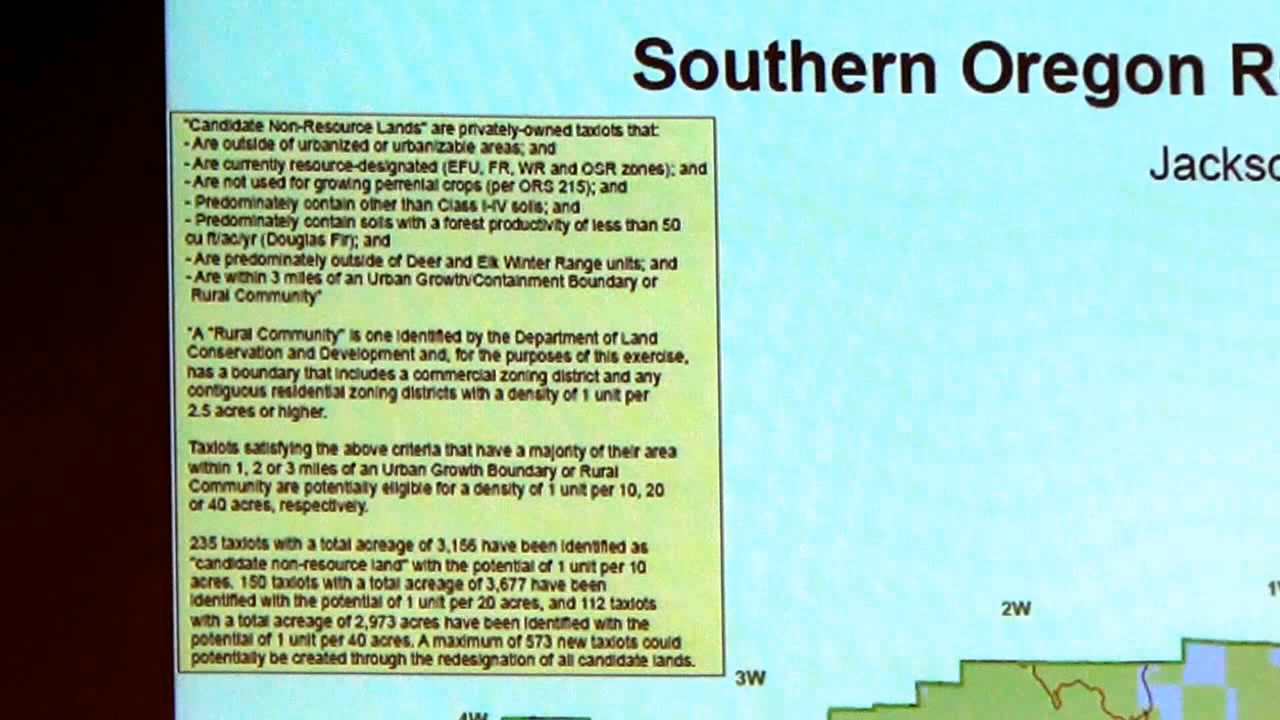 Southern Oregon R
Jackso
"Candidate Non-Resource Lands" are privately-owned taxlots that:
- Are outside of urbanized or urbanizable areas; and
- Are currently resource-designated (EFU, FR, WR and OSR zones); and
- Are not used for growing perrenial crops (per ORS 215); and
- Predominately contain other than Class I-IV soils; and
- Predominately contain soils with a forest productivity of less than 50
cu ft/ac/yr (Douglas Fir); and
- Are predominately outside of Deer and Elk Winter Range units; and
- Are within 3 miles of an Urban Growth/Containment Boundary or
Rural Community"
"A "Rural Community" is one identified by the Department of Land
Conservation and Development and, for the purposes of this exercise,
has a boundary that includes a commercial zoning district and any
contiguous residential zoning districts with a density of 1 unit per
2.5 acres or higher.
Taxlots satisfying the above criteria that have a majority of their area
within 1, 2 or 3 miles of an Urban Growth Boundary or Rural
Community are potentially eligible for a density of 1 unit per 10, 20
or 40 acres, respectively.
235 taxlots with a total acreage of 3,156 have been identified as
"candidate non-resource land" with the potential of 1 unit per 10
acres. 150 taxlots with a total acreage of 3,677 have been
identified with the potential of 1 unit per 20 acres, and 112 taxlots
with a total acreage of 2,973 acres have been identified with the
potential of 1 unit per 40 acres. A maximum of 573 new taxlots could
potentially be created through the redesignation of all candidate lands.
1W
2W
3W
4W